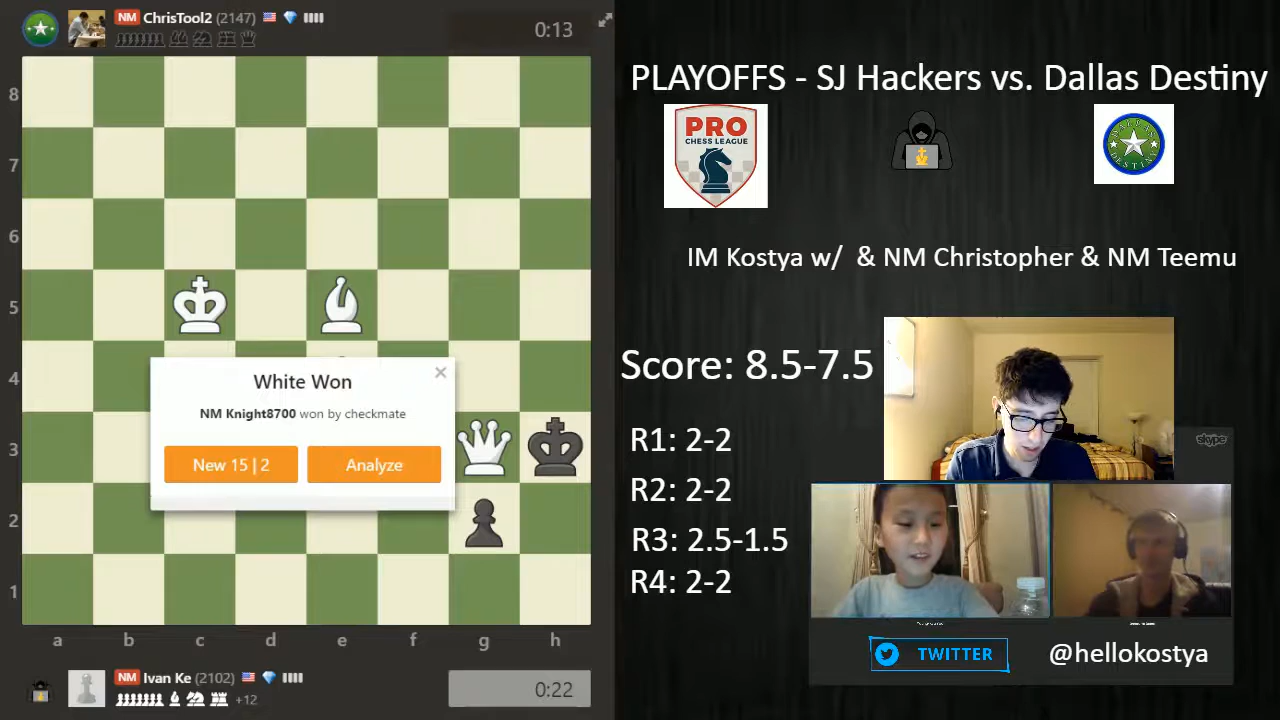 NM ChrisTool2 (2147)
0:13
8
7
6
5
4
3
2
1
a b c d e f g h
White Won
NM Knight8700 won by checkmate
New 15 | 2
Analyze
NM Ivan Ke (2102)
+12
0:22
PLAYOFFS - SJ Hackers vs. Dallas Destiny
PRO
CHESS LEAGUE
DALLAS
DESTINY
IM Kostya w/ & NM Christopher & NM Teemu
Score: 8.5-7.5
R1: 2-2
R2: 2-2
R3: 2.5-1.5
R4: 2-2
skype
TWITTER
@hellokostya